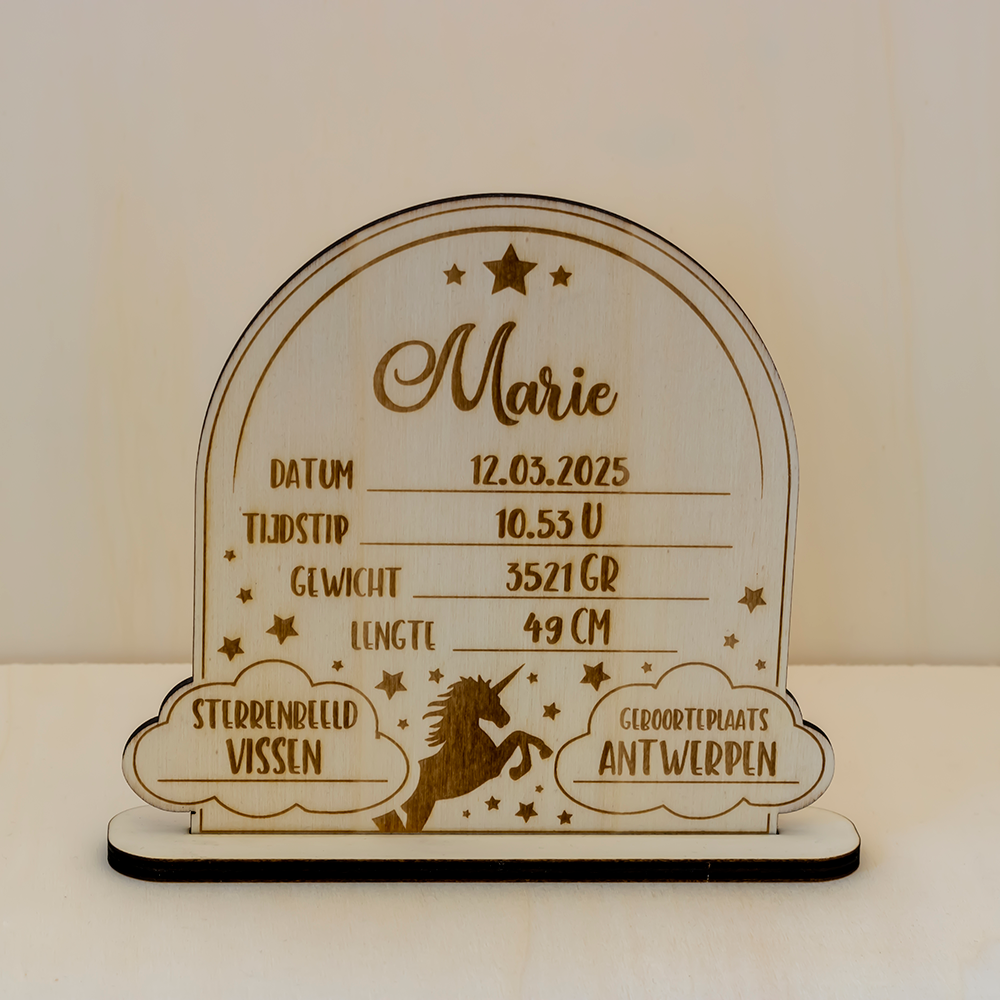 Marie
DATUM 12.03.2025
TIJDSTIP 10.53 U
GEWICHT 3521 GR
LENGTE 49 CM
STERRENBEELD
VISSEN
GEBOORTEPLAATS
ANTWERPEN